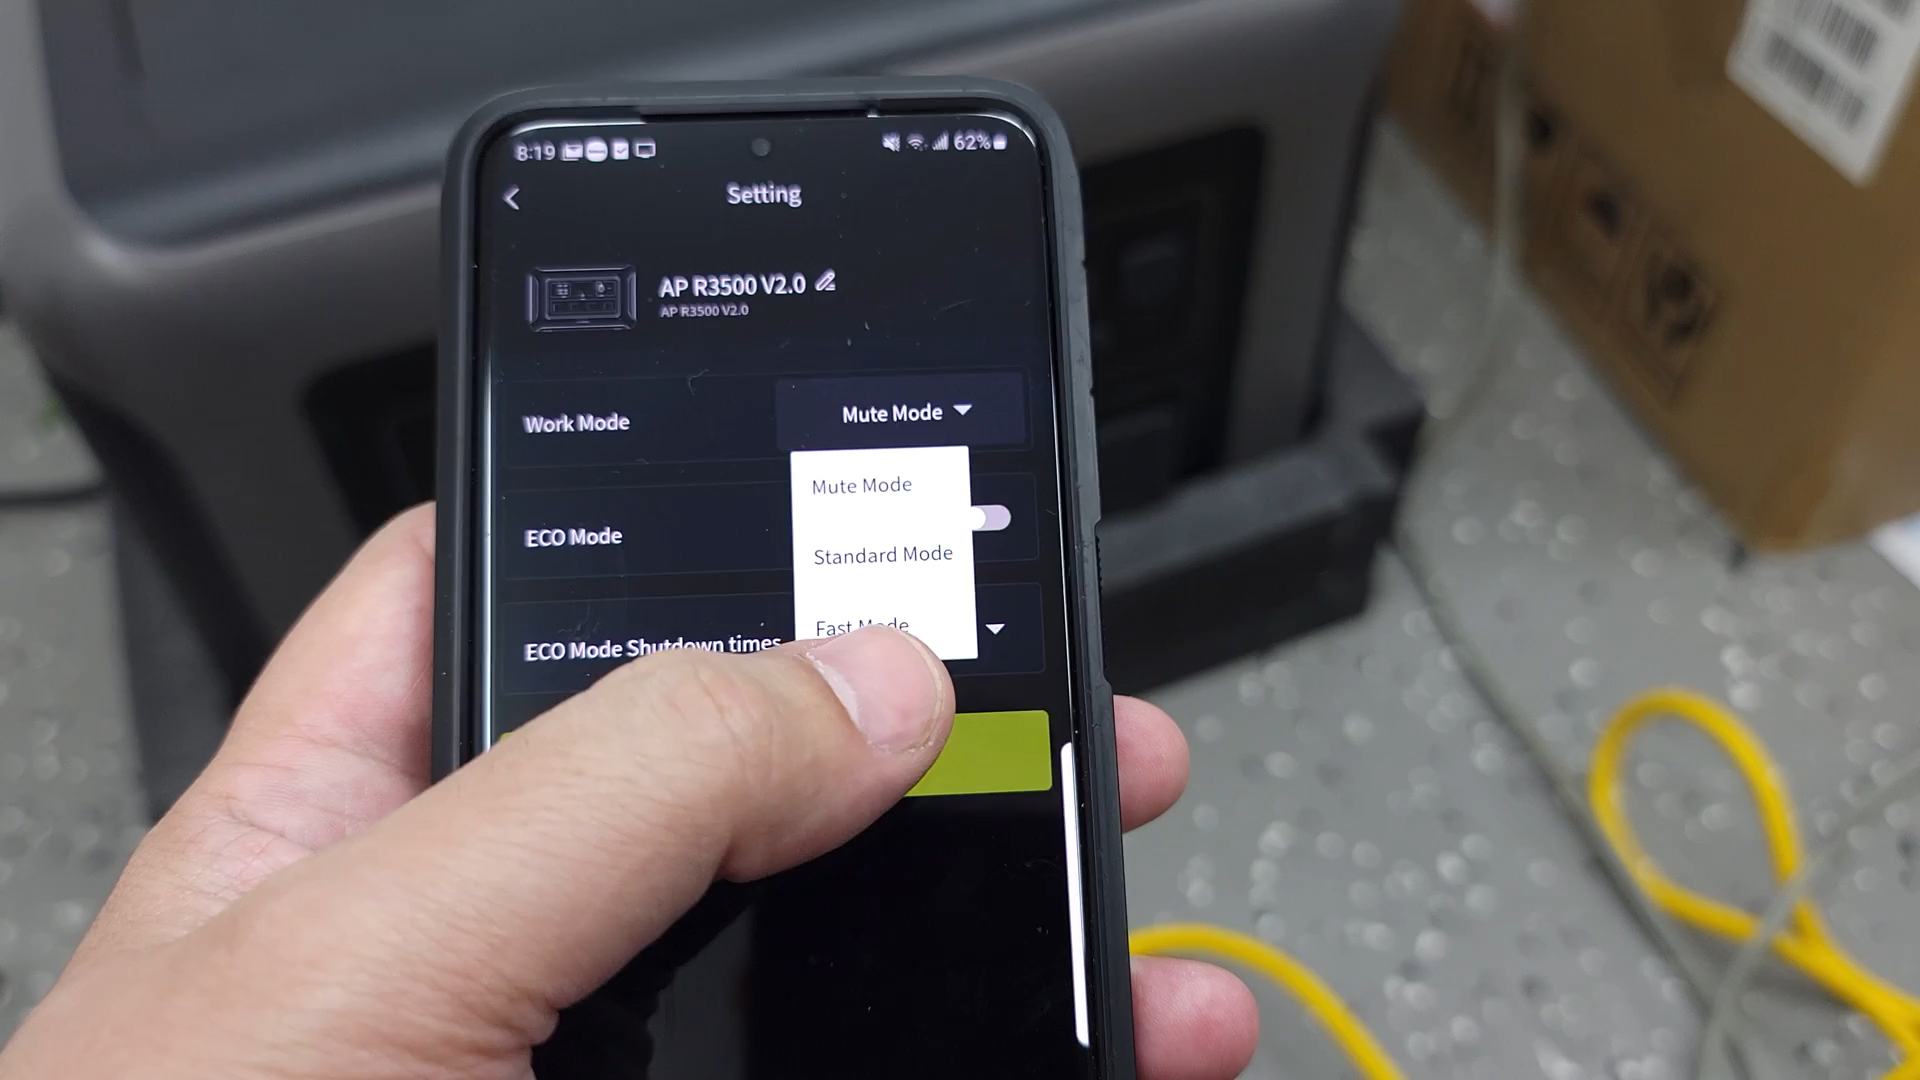 8:19
62%
Setting
AP R3500 V2.0
AP R3500 V2.0
Work Mode
Mute Mode
Mute Mode
ECO Mode
Standard Mode
Fast Mode
ECO Mode Shutdown times